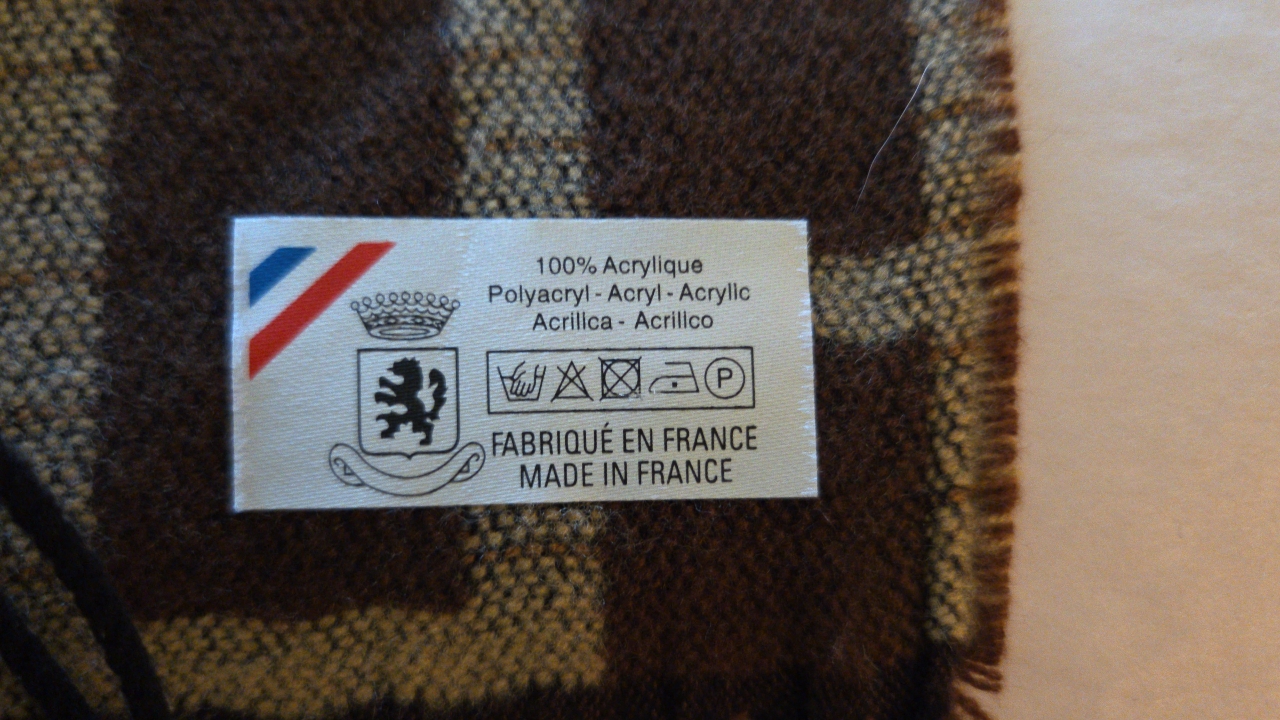 100% Acrylique
Polyacryl - Acryl - Acrylic
Acrilica - Acrilico
P
FABRIQUÉ EN FRANCE
MADE IN FRANCE